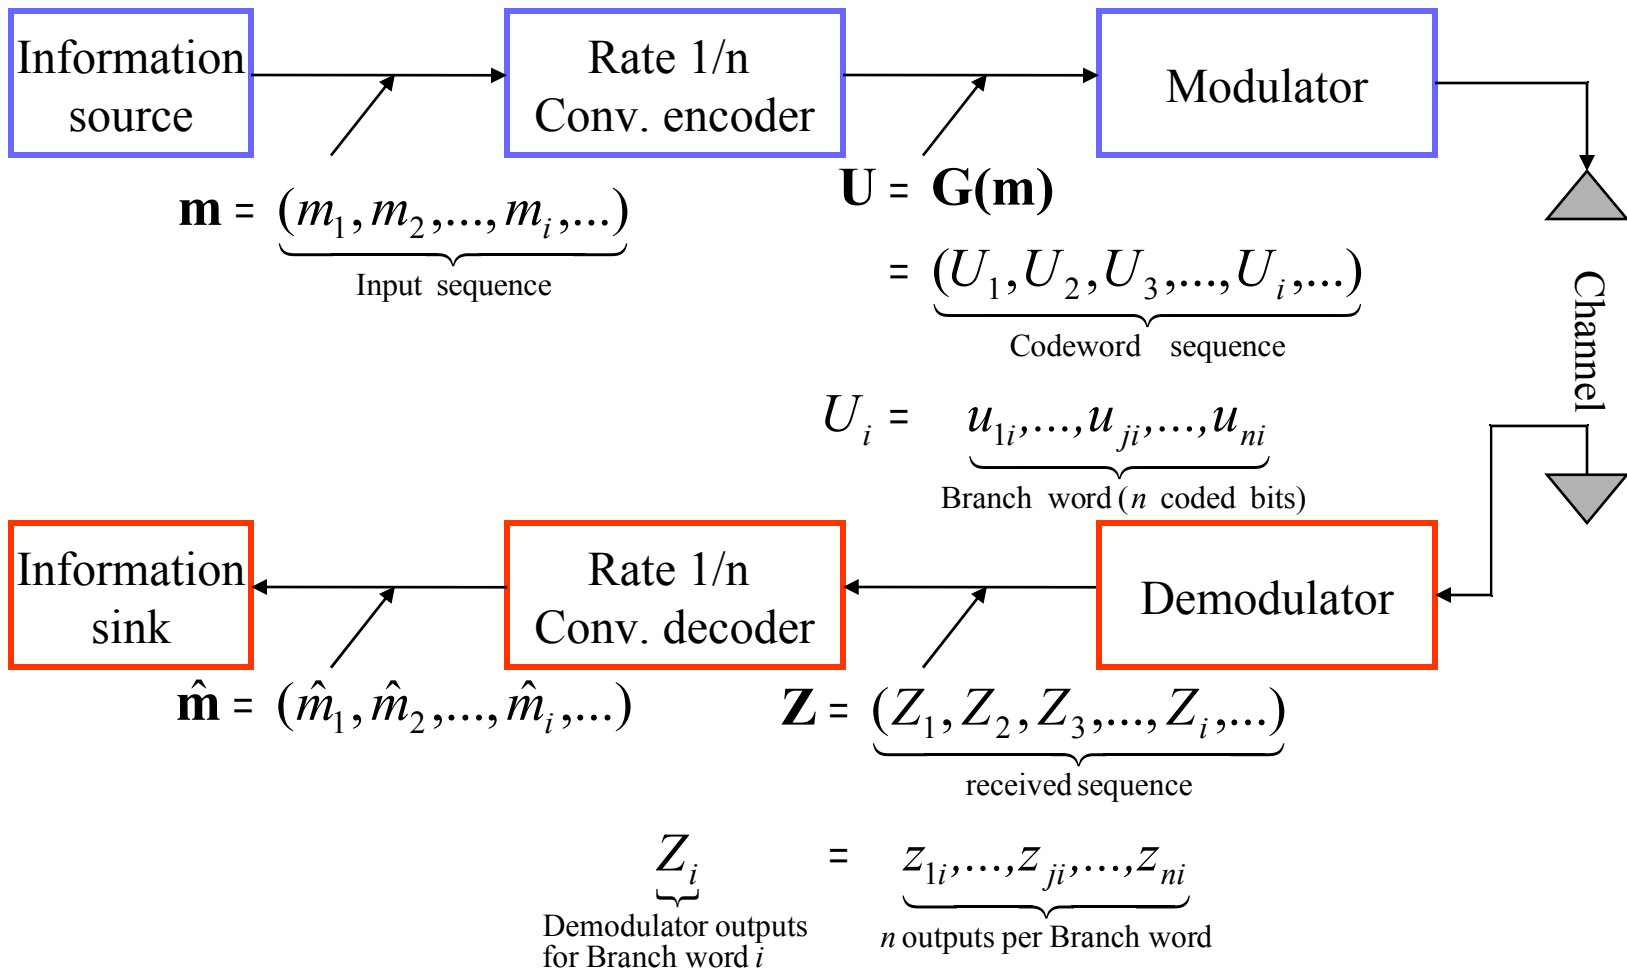 Information
source
Rate 1/n
Conv. encoder
Modulator
m = (m₁, m₂,..., mᵢ,...)
Input sequence
U = G(m)
= (U₁, U₂, U₃,..., Uᵢ,...)
Codeword sequence
Channel
Uᵢ = u₁ᵢ,...,uⱼᵢ,...,uₙᵢ
Branch word (n coded bits)
Information
sink
Rate 1/n
Conv. decoder
Demodulator
m̂ = (m̂₁, m̂₂,..., m̂ᵢ,...)
Z = (Z₁, Z₂, Z₃,..., Zᵢ,...)
received sequence
Zᵢ = z₁ᵢ,...,zⱼᵢ,...,zₙᵢ
Demodulator outputs
for Branch word i
n outputs per Branch word